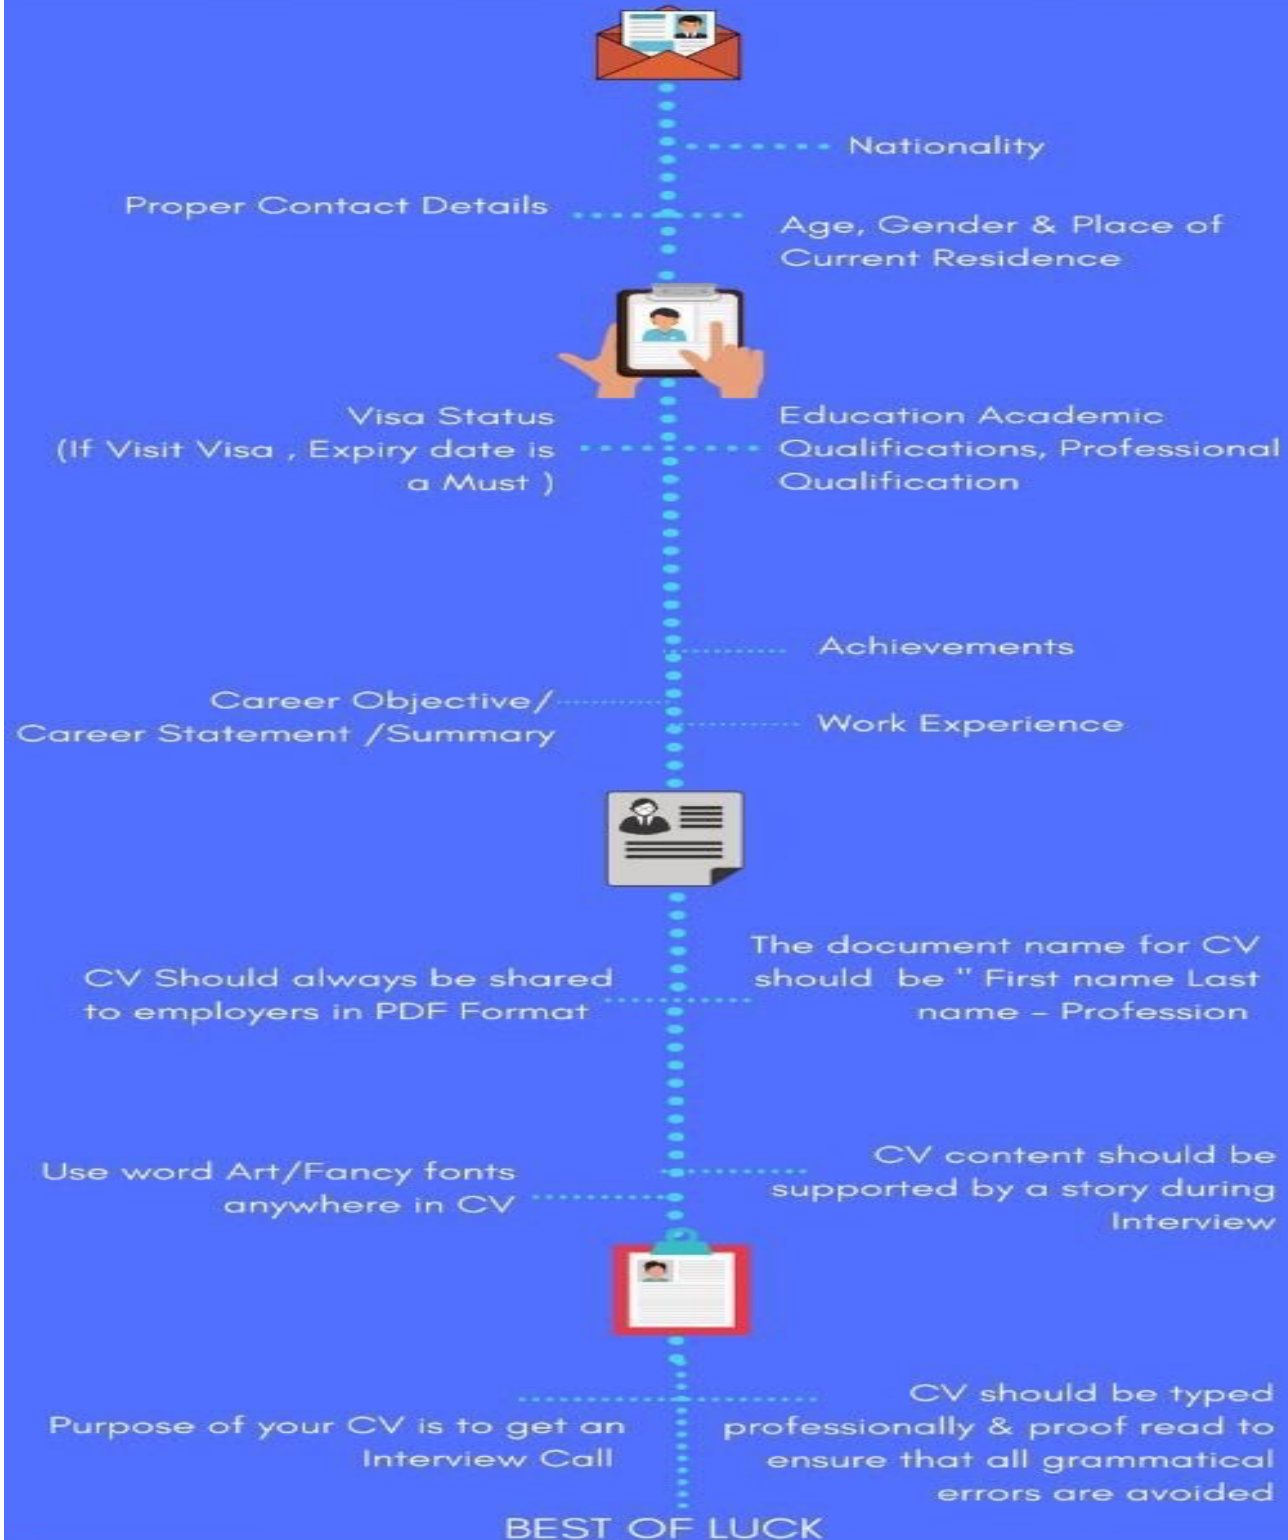 Nationality
Proper Contact Details
Age, Gender & Place of
Current Residence
Visa Status
(If Visit Visa , Expiry date is
a Must )
Education Academic
Qualifications, Professional
Qualification
Achievements
Career Objective/
Career Statement /Summary
Work Experience
CV Should always be shared
to employers in PDF Format
The document name for CV
should be " First name Last
name - Profession
Use word Art/Fancy fonts
anywhere in CV
CV content should be
supported by a story during
Interview
Purpose of your CV is to get an
Interview Call
CV should be typed
professionally & proof read to
ensure that all grammatical
errors are avoided
BEST OF LUCK